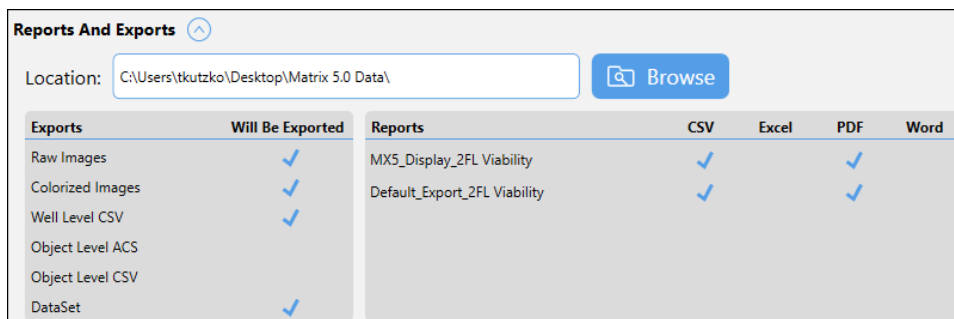 Reports And Exports
Location: C:\Users\tkutzko\Desktop\Matrix 5.0 Data\ Browse
Exports Will Be Exported Reports CSV Excel PDF Word
Raw Images MX5_Display_2FL Viability
Colorized Images Default_Export_2FL Viability
Well Level CSV
Object Level ACS
Object Level CSV
DataSet